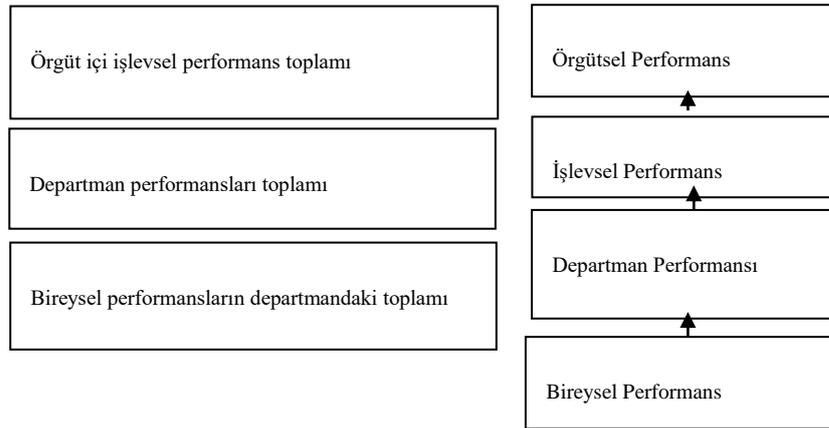 Örgüt içi işlevsel performans toplamı
Örgütsel Performans
Departman performansları toplamı
İşlevsel Performans
Bireysel performansların departmandaki toplamı
Departman Performansı
Bireysel Performans